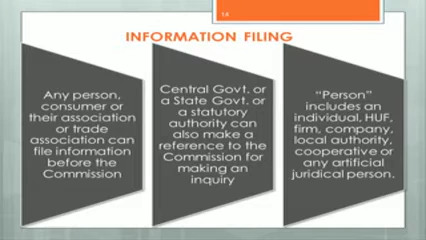 14
INFORMATION FILING
Any person,
consumer or
their association
or trade
association can
file information
before the
Commission
Central Govt. or
a State Govt. or
a statutory
authority can
also make a
reference to the
Commission for
making an
inquiry
“Person”
includes an
individual, HUF,
firm, company,
local authority,
cooperative or
any artificial
juridical person.